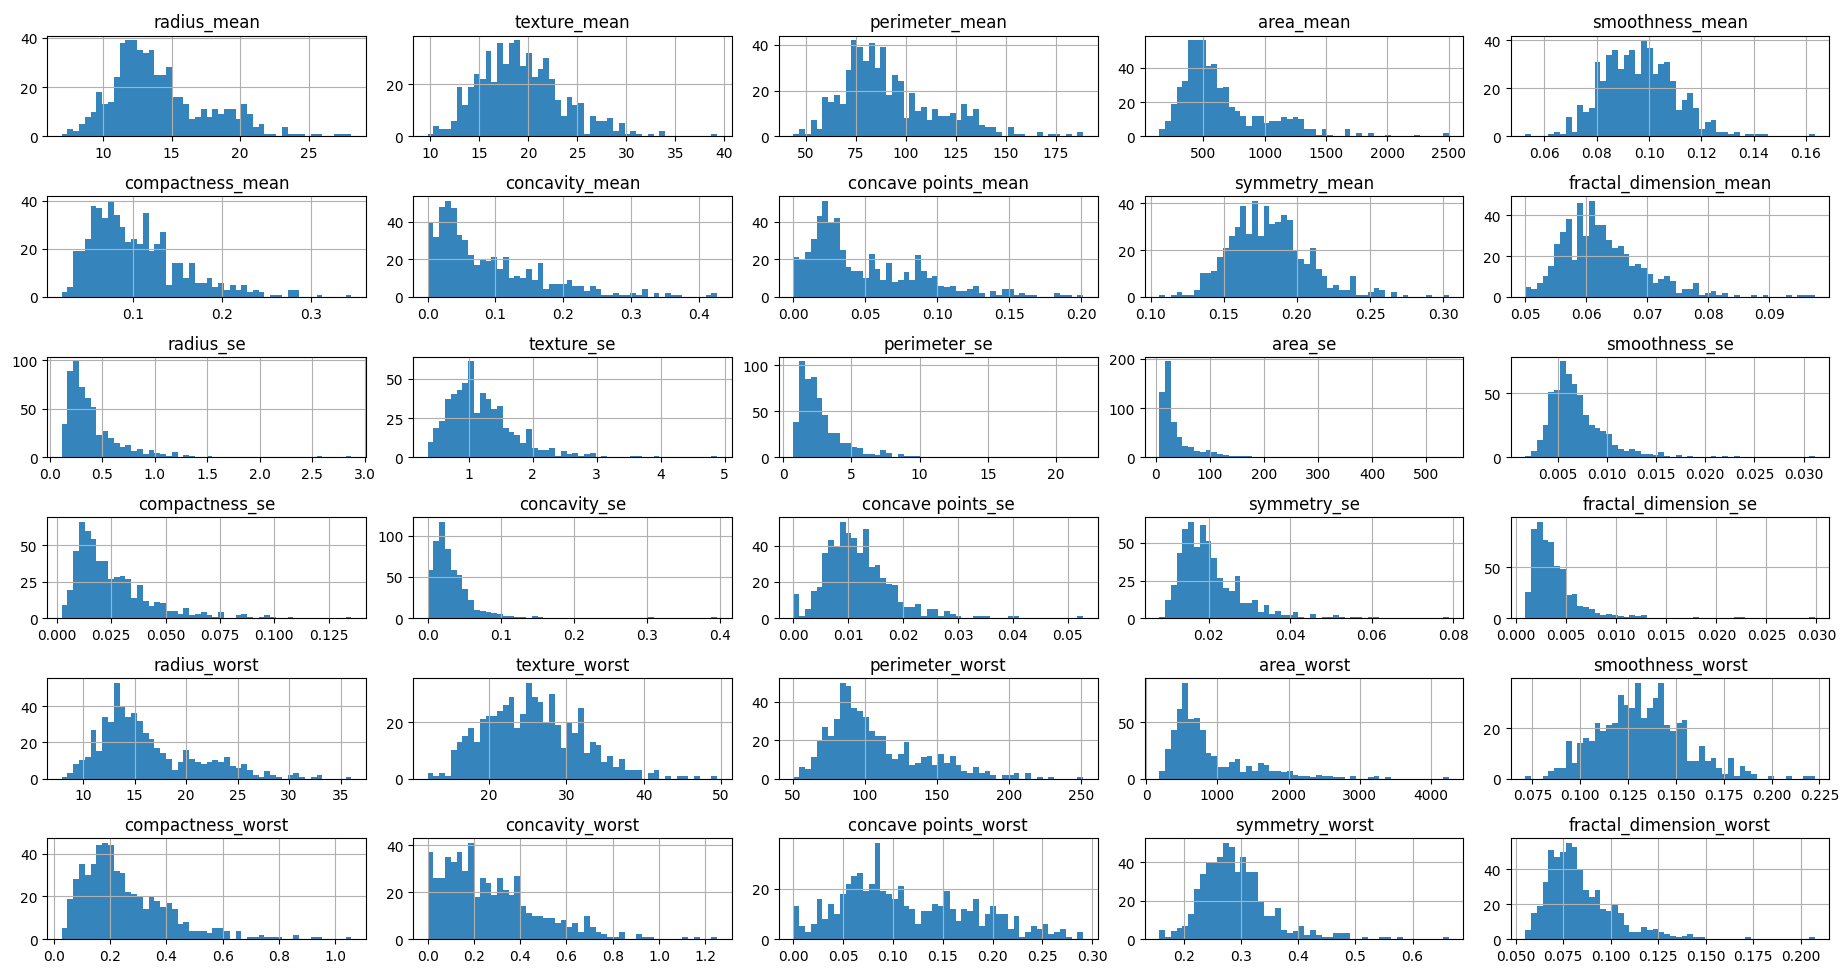 radius_mean texture_mean perimeter_mean area_mean smoothness_mean
40 20 0 10 15 20 25
20 0 10 15 20 25 30 35 40
40 20 0 50 75 100 125 150 175
40 20 0 500 1000 1500 2000 2500
40 20 0 0.06 0.08 0.10 0.12 0.14 0.16
compactness_mean concavity_mean concave points_mean symmetry_mean fractal_dimension_mean
40 20 0 0.1 0.2 0.3
40 20 0 0.0 0.1 0.2 0.3 0.4
40 20 0 0.00 0.05 0.10 0.15 0.20
40 20 0 0.10 0.15 0.20 0.25 0.30
40 20 0 0.05 0.06 0.07 0.08 0.09
radius_se texture_se perimeter_se area_se smoothness_se
100 50 0 0.0 0.5 1.0 1.5 2.0 2.5 3.0
50 25 0 1 2 3 4 5
100 50 0 0 5 10 15 20
200 100 0 0 100 200 300 400 500
50 0 0.005 0.010 0.015 0.020 0.025 0.030
compactness_se concavity_se concave points_se symmetry_se fractal_dimension_se
50 25 0 0.000 0.025 0.050 0.075 0.100 0.125
100 50 0 0.0 0.1 0.2 0.3 0.4
40 20 0 0.00 0.01 0.02 0.03 0.04 0.05
50 25 0 0.02 0.04 0.06 0.08
50 0 0.000 0.005 0.010 0.015 0.020 0.025 0.030
radius_worst texture_worst perimeter_worst area_worst smoothness_worst
40 20 0 10 15 20 25 30 35
20 0 20 30 40 50
40 20 0 50 100 150 200 250
50 0 0 1000 2000 3000 4000
20 0 0.075 0.100 0.125 0.150 0.175 0.200 0.225
compactness_worst concavity_worst concave points_worst symmetry_worst fractal_dimension_worst
40 20 0 0.0 0.2 0.4 0.6 0.8 1.0
40 20 0 0.0 0.2 0.4 0.6 0.8 1.0 1.2
20 0 0.00 0.05 0.10 0.15 0.20 0.25 0.30
40 20 0 0.2 0.3 0.4 0.5 0.6
40 20 0 0.050 0.075 0.100 0.125 0.150 0.175 0.200